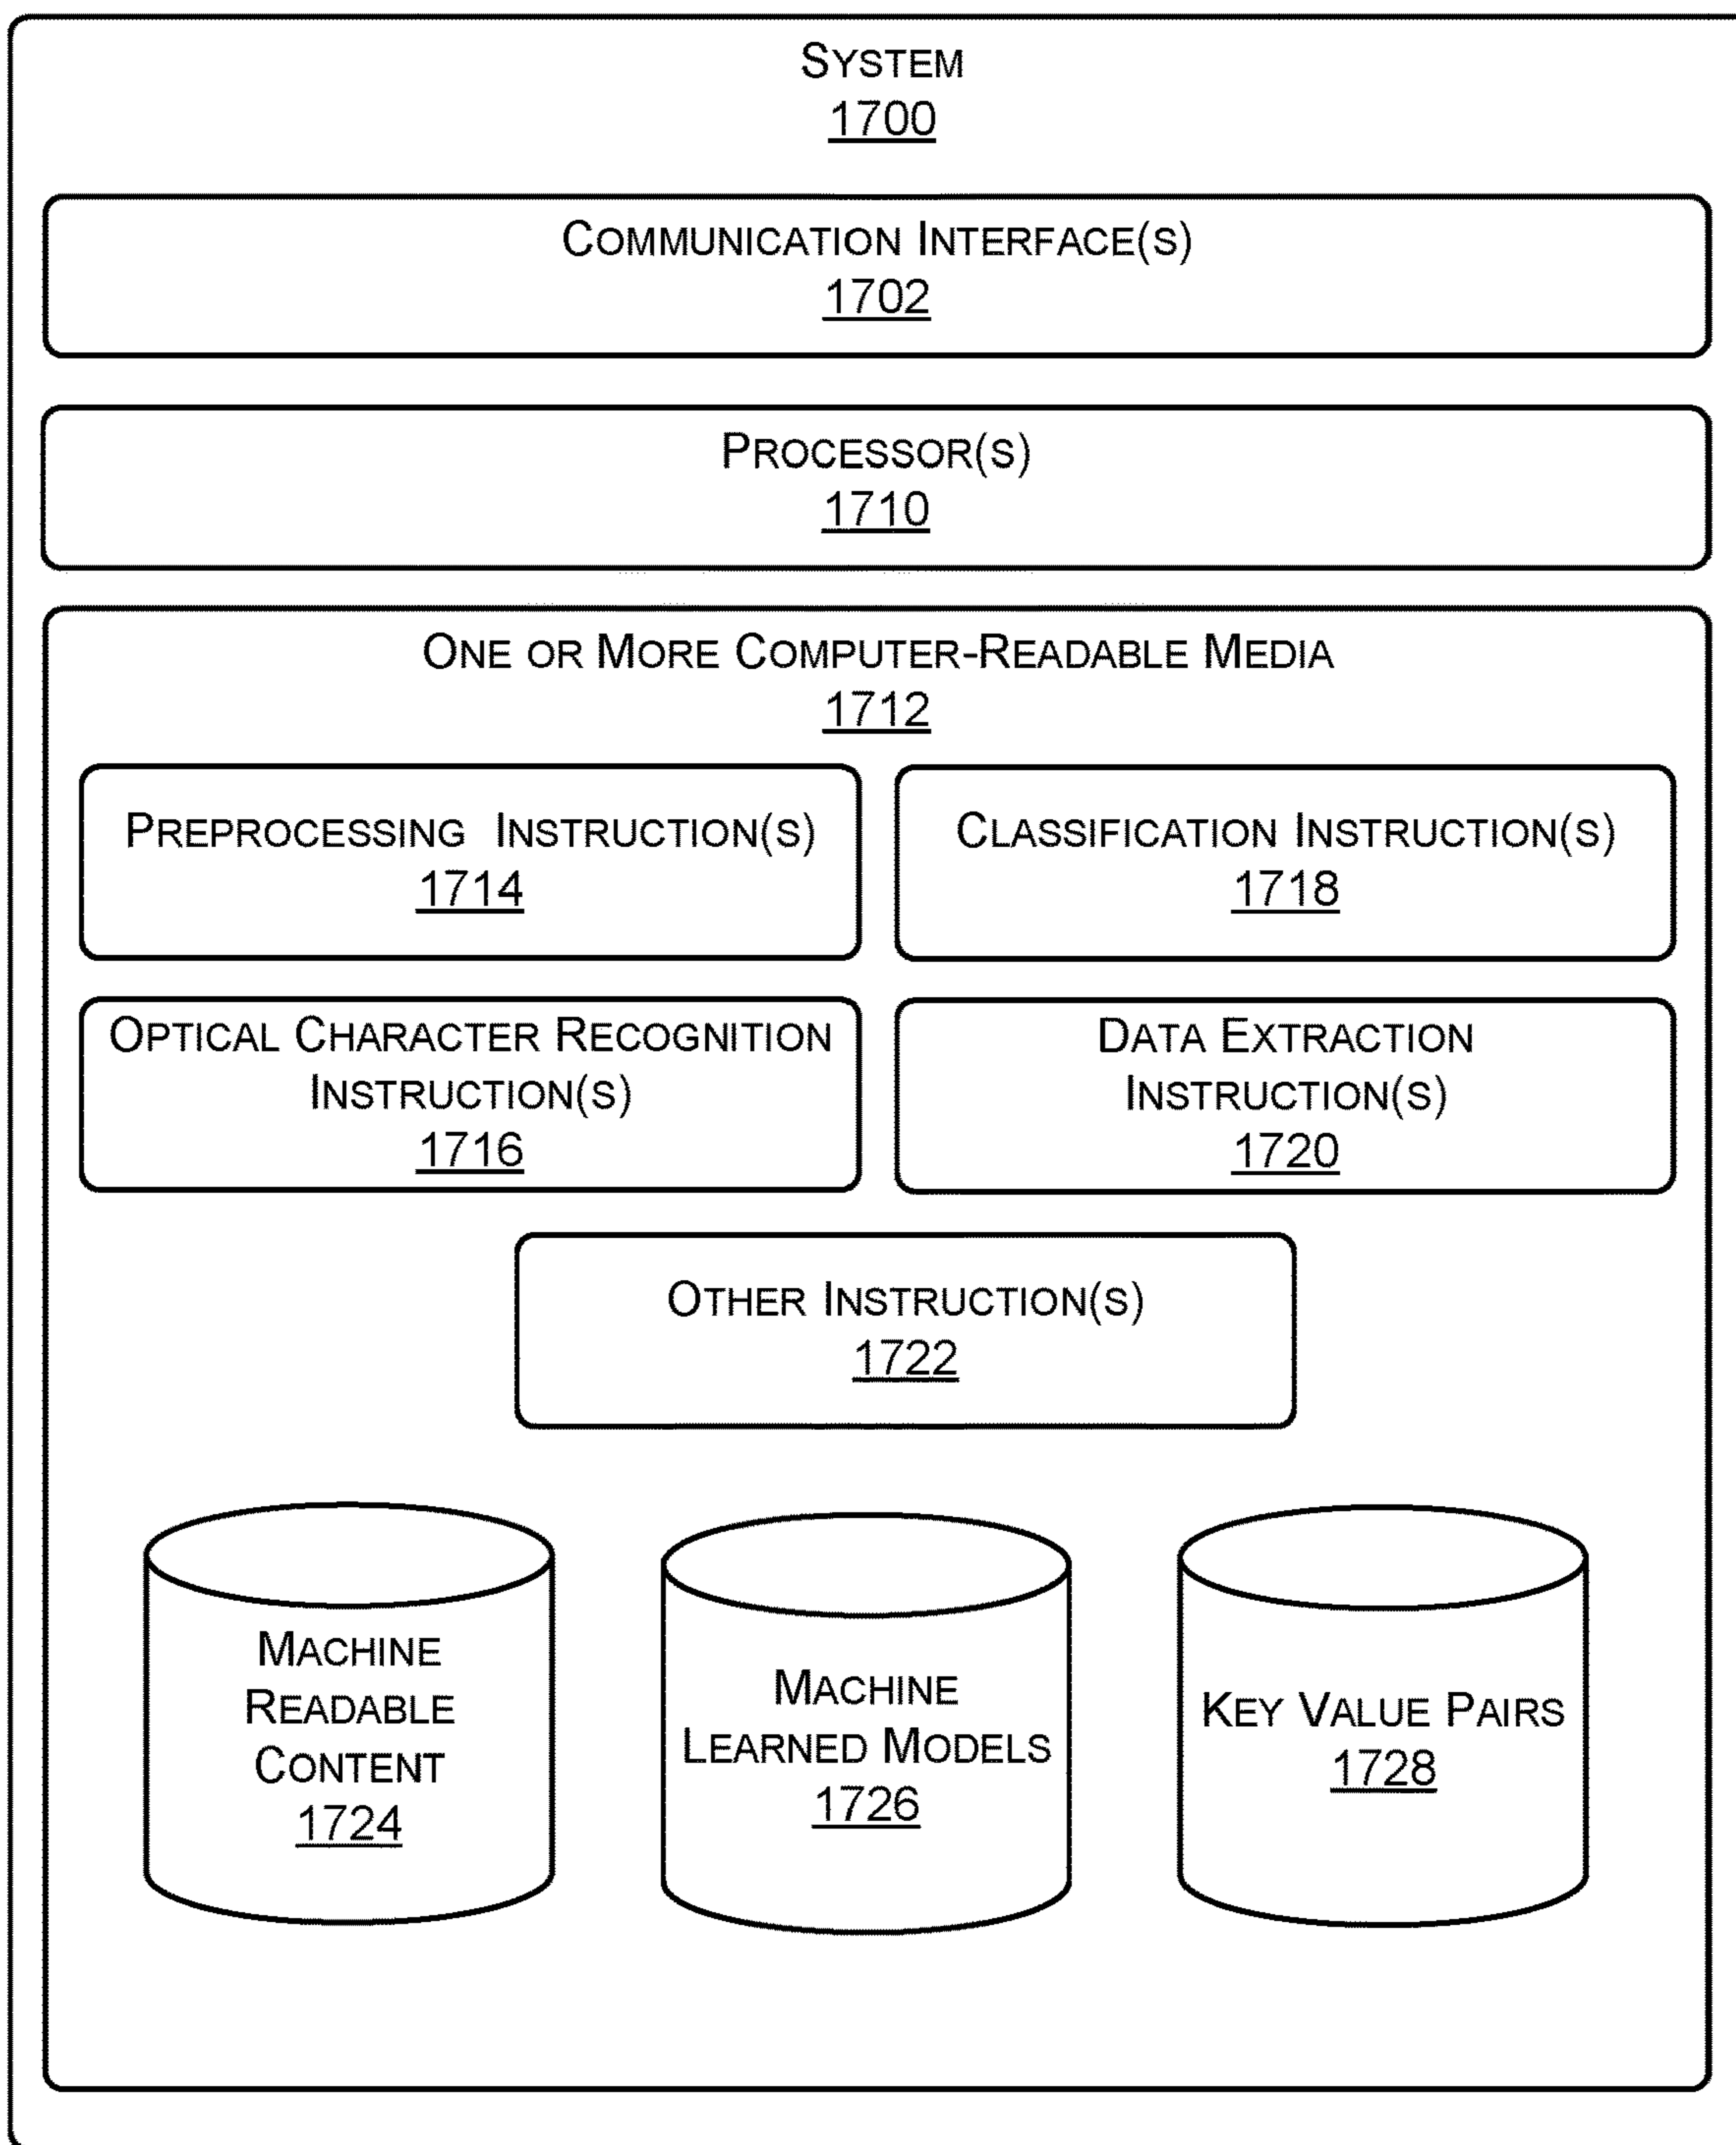 SYSTEM
1700
COMMUNICATION INTERFACE(S)
1702
PROCESSOR(S)
1710
ONE OR MORE COMPUTER-READABLE MEDIA
1712
PREPROCESSING INSTRUCTION(S)
1714
CLASSIFICATION INSTRUCTION(S)
1718
OPTICAL CHARACTER RECOGNITION
INSTRUCTION(S)
1716
DATA EXTRACTION
INSTRUCTION(S)
1720
OTHER INSTRUCTION(S)
1722
MACHINE
READABLE
CONTENT
1724
MACHINE
LEARNED MODELS
1726
KEY VALUE PAIRS
1728